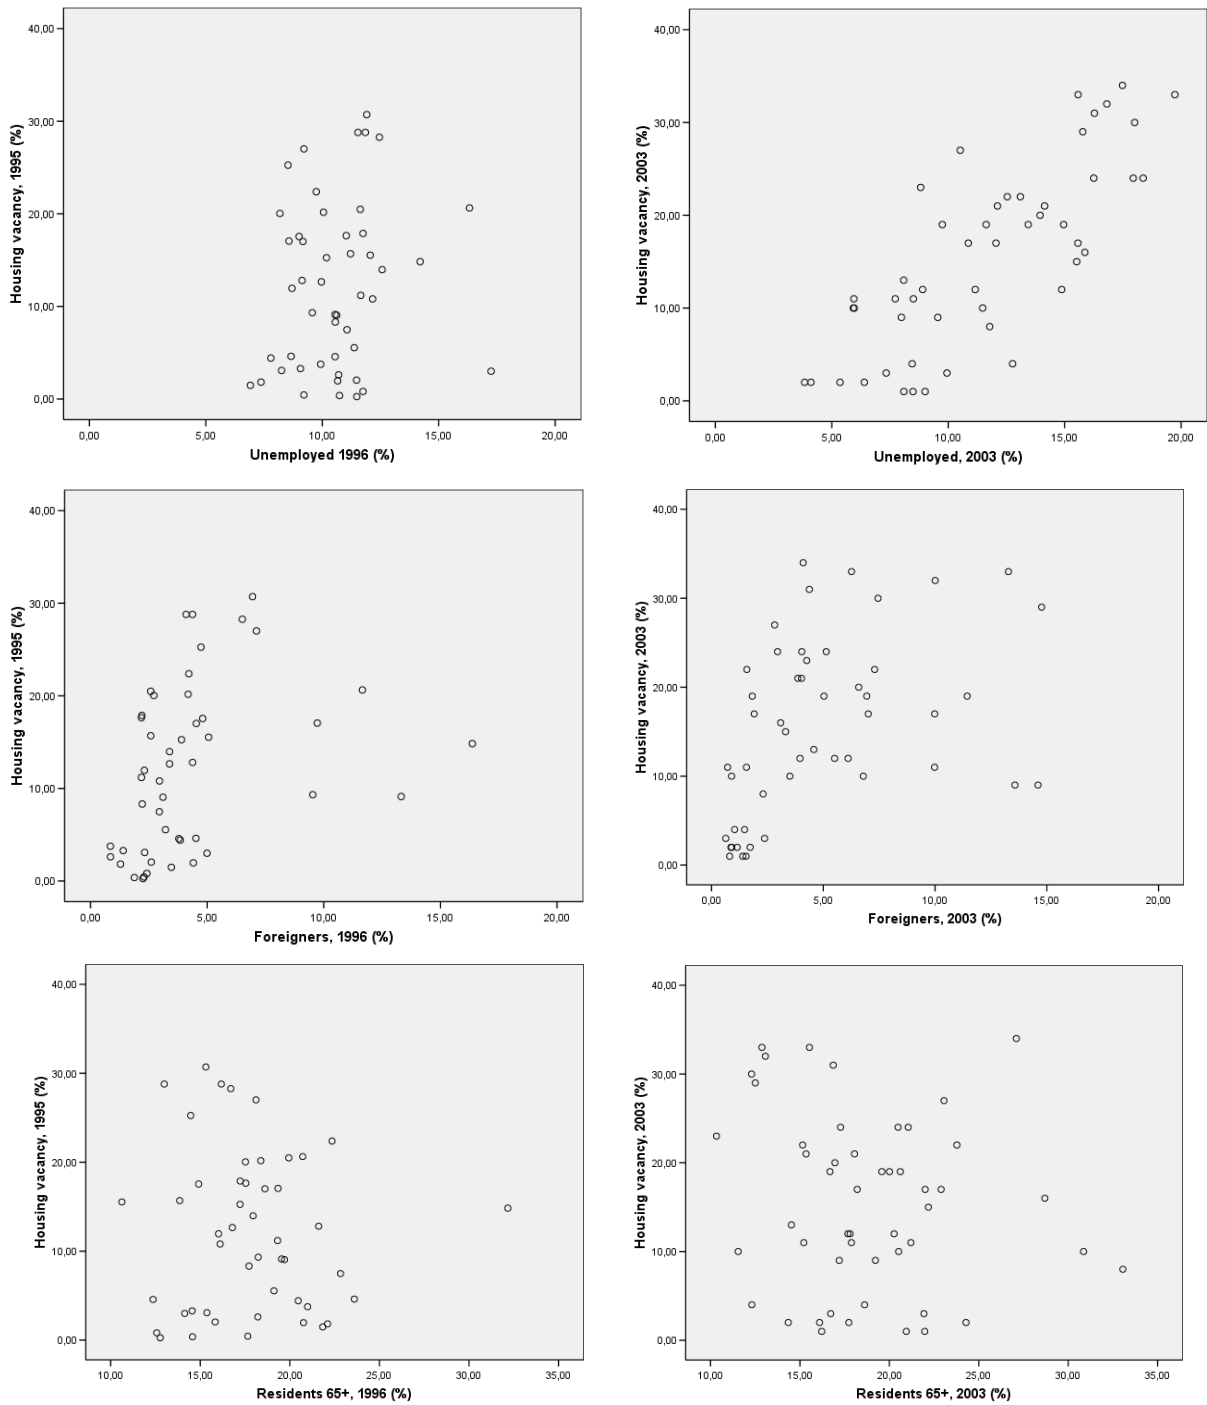 Housing vacancy, 1995 (%)
40,00
30,00
20,00
10,00
0,00
0,00 5,00 10,00 15,00 20,00
Unemployed 1996 (%)
Housing vacancy, 2003 (%)
40,00
30,00
20,00
10,00
0,00
0,00 5,00 10,00 15,00 20,00
Unemployed, 2003 (%)
Housing vacancy, 1995 (%)
40,00
30,00
20,00
10,00
0,00
0,00 5,00 10,00 15,00 20,00
Foreigners, 1996 (%)
Housing vacancy, 2003 (%)
40,00
30,00
20,00
10,00
0,00
0,00 5,00 10,00 15,00 20,00
Foreigners, 2003 (%)
Housing vacancy, 1995 (%)
40,00
30,00
20,00
10,00
0,00
10,00 15,00 20,00 25,00 30,00 35,00
Residents 65+, 1996 (%)
Housing vacancy, 2003 (%)
40,00
30,00
20,00
10,00
0,00
10,00 15,00 20,00 25,00 30,00 35,00
Residents 65+, 2003 (%)